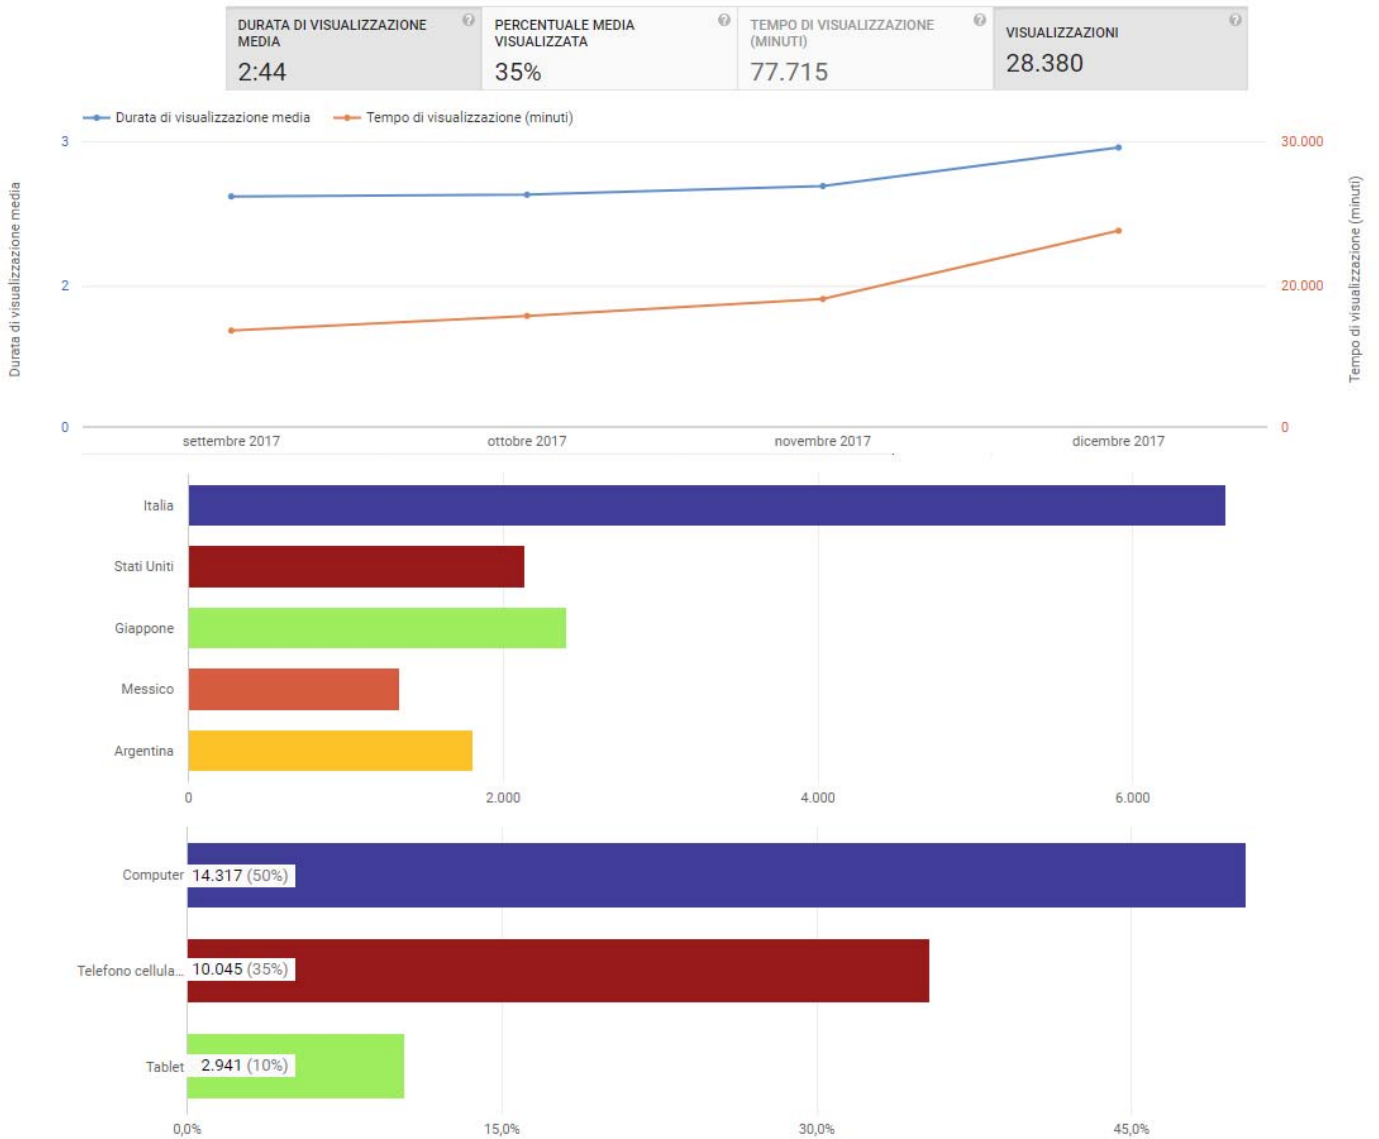 DURATA DI VISUALIZZAZIONE
MEDIA
2:44
PERCENTUALE MEDIA
VISUALIZZATA
35%
TEMPO DI VISUALIZZAZIONE
(MINUTI)
77.715
VISUALIZZAZIONI
28.380
Durata di visualizzazione media
Tempo di visualizzazione (minuti)
Durata di visualizzazione media
3
2
0
30.000
20.000
0
Tempo di visualizzazione (minuti)
settembre 2017
ottobre 2017
novembre 2017
dicembre 2017
Italia
Stati Uniti
Giappone
Messico
Argentina
0
2.000
4.000
6.000
Computer 14.317 (50%)
Telefono cellula... 10.045 (35%)
Tablet 2.941 (10%)
0,0%
15,0%
30,0%
45,0%